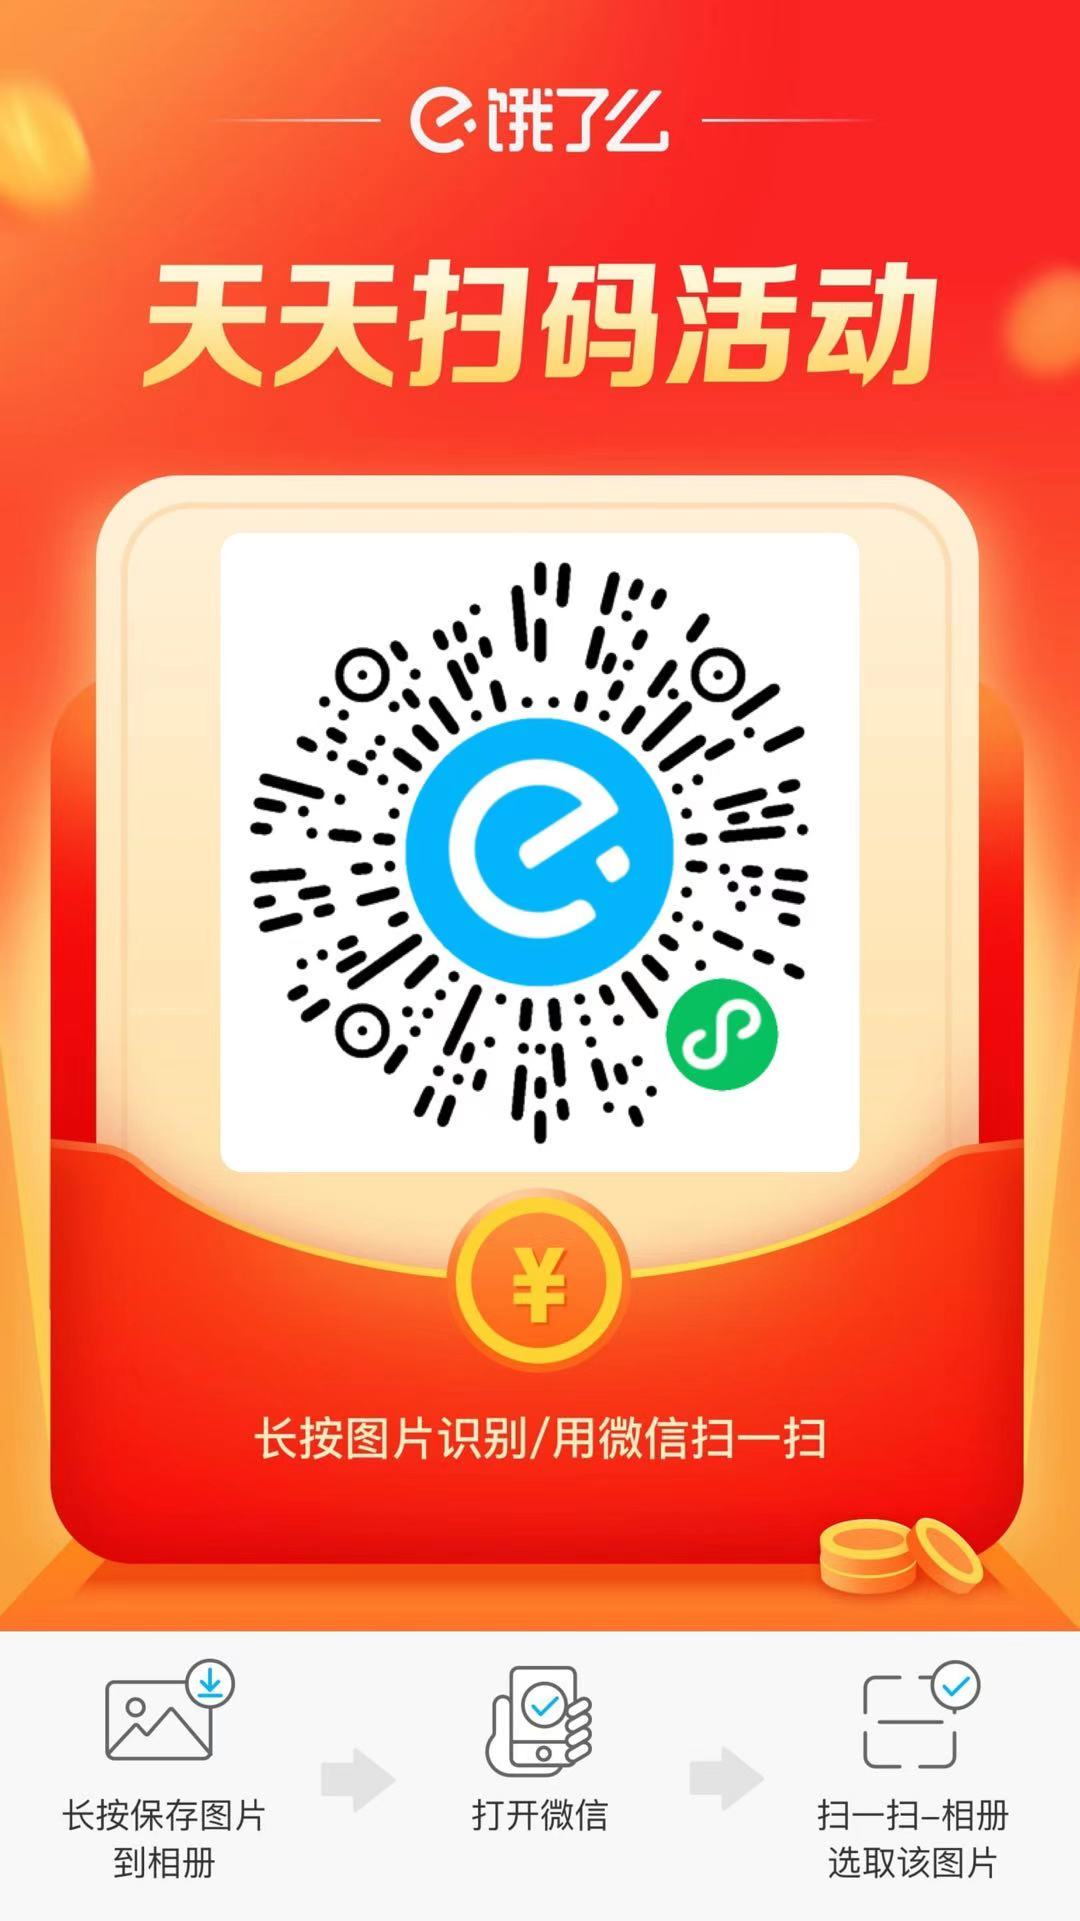 饿了么
天天扫码活动
¥
长按图片识别/用微信扫一扫
长按保存图片
到相册
打开微信
扫一扫-相册
选取该图片